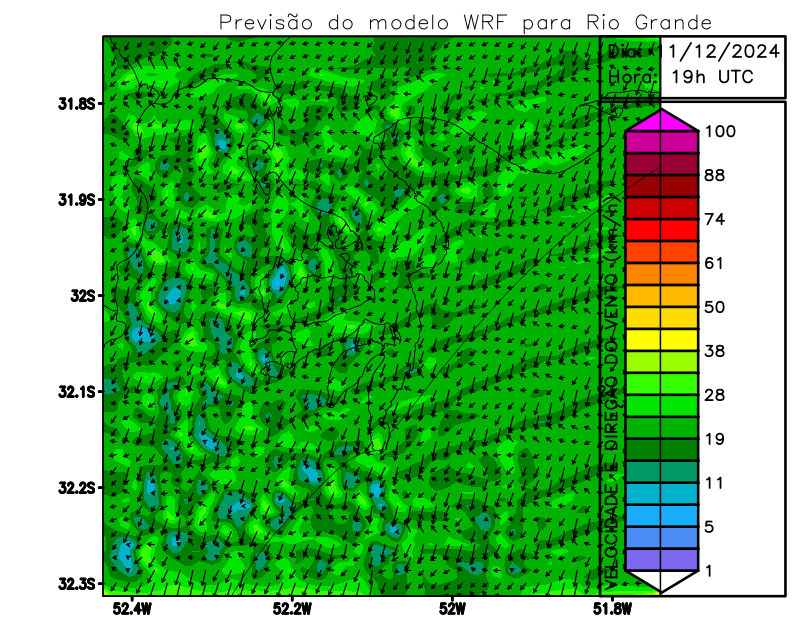 Previsão do modelo WRF para Rio Grande
Dia: 11/12/2024
Hora: 19h UTC
31.8S
31.9S
32S
32.1S
32.2S
32.3S
52.4W
52.2W
52W
51.8W
100
88
74
61
50
38
28
19
11
5
1
VELOCIDADE E DIREÇÃO DO VENTO (km/h)